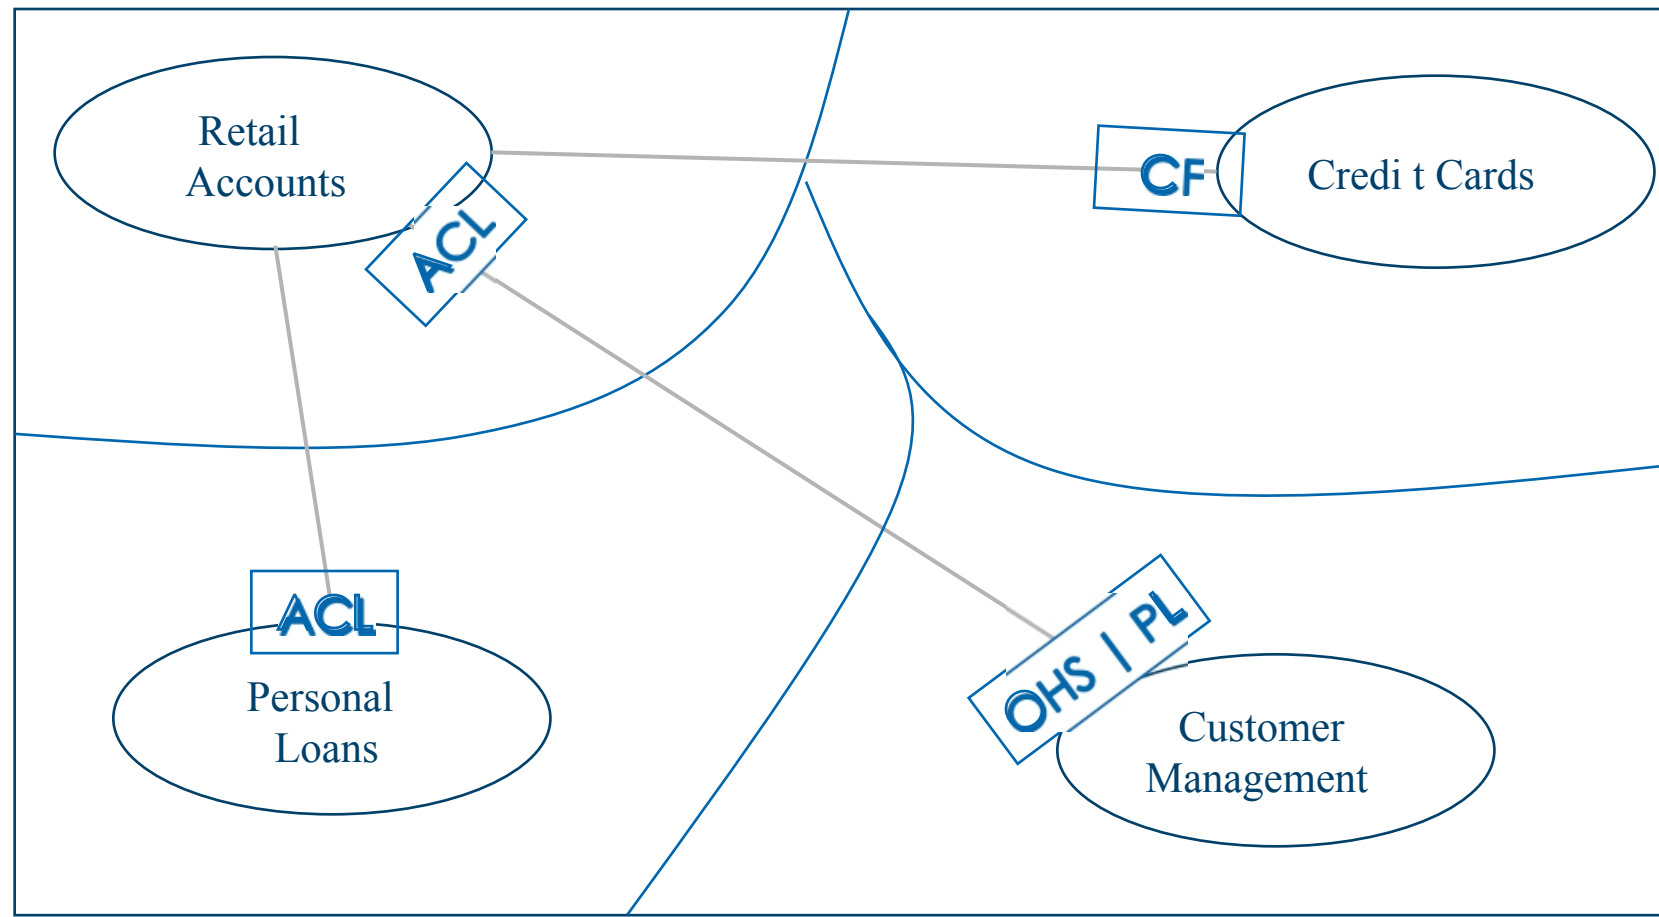 Retail
Accounts
ACL
CF
Credi t Cards
ACL
Personal
Loans
OHS | PL
Customer
Management